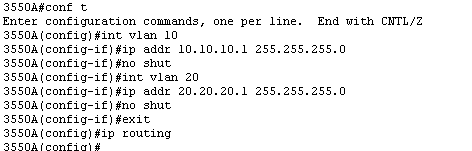 3550A#conf t
Enter configuration commands, one per line.  End with CNTL/Z
3550A(config)#int vlan 10
3550A(config-if)#ip addr 10.10.10.1 255.255.255.0
3550A(config-if)#no shut
3550A(config-if)#int vlan 20
3550A(config-if)#ip addr 20.20.20.1 255.255.255.0
3550A(config-if)#no shut
3550A(config-if)#exit
3550A(config)#ip routing
3550A(config)#